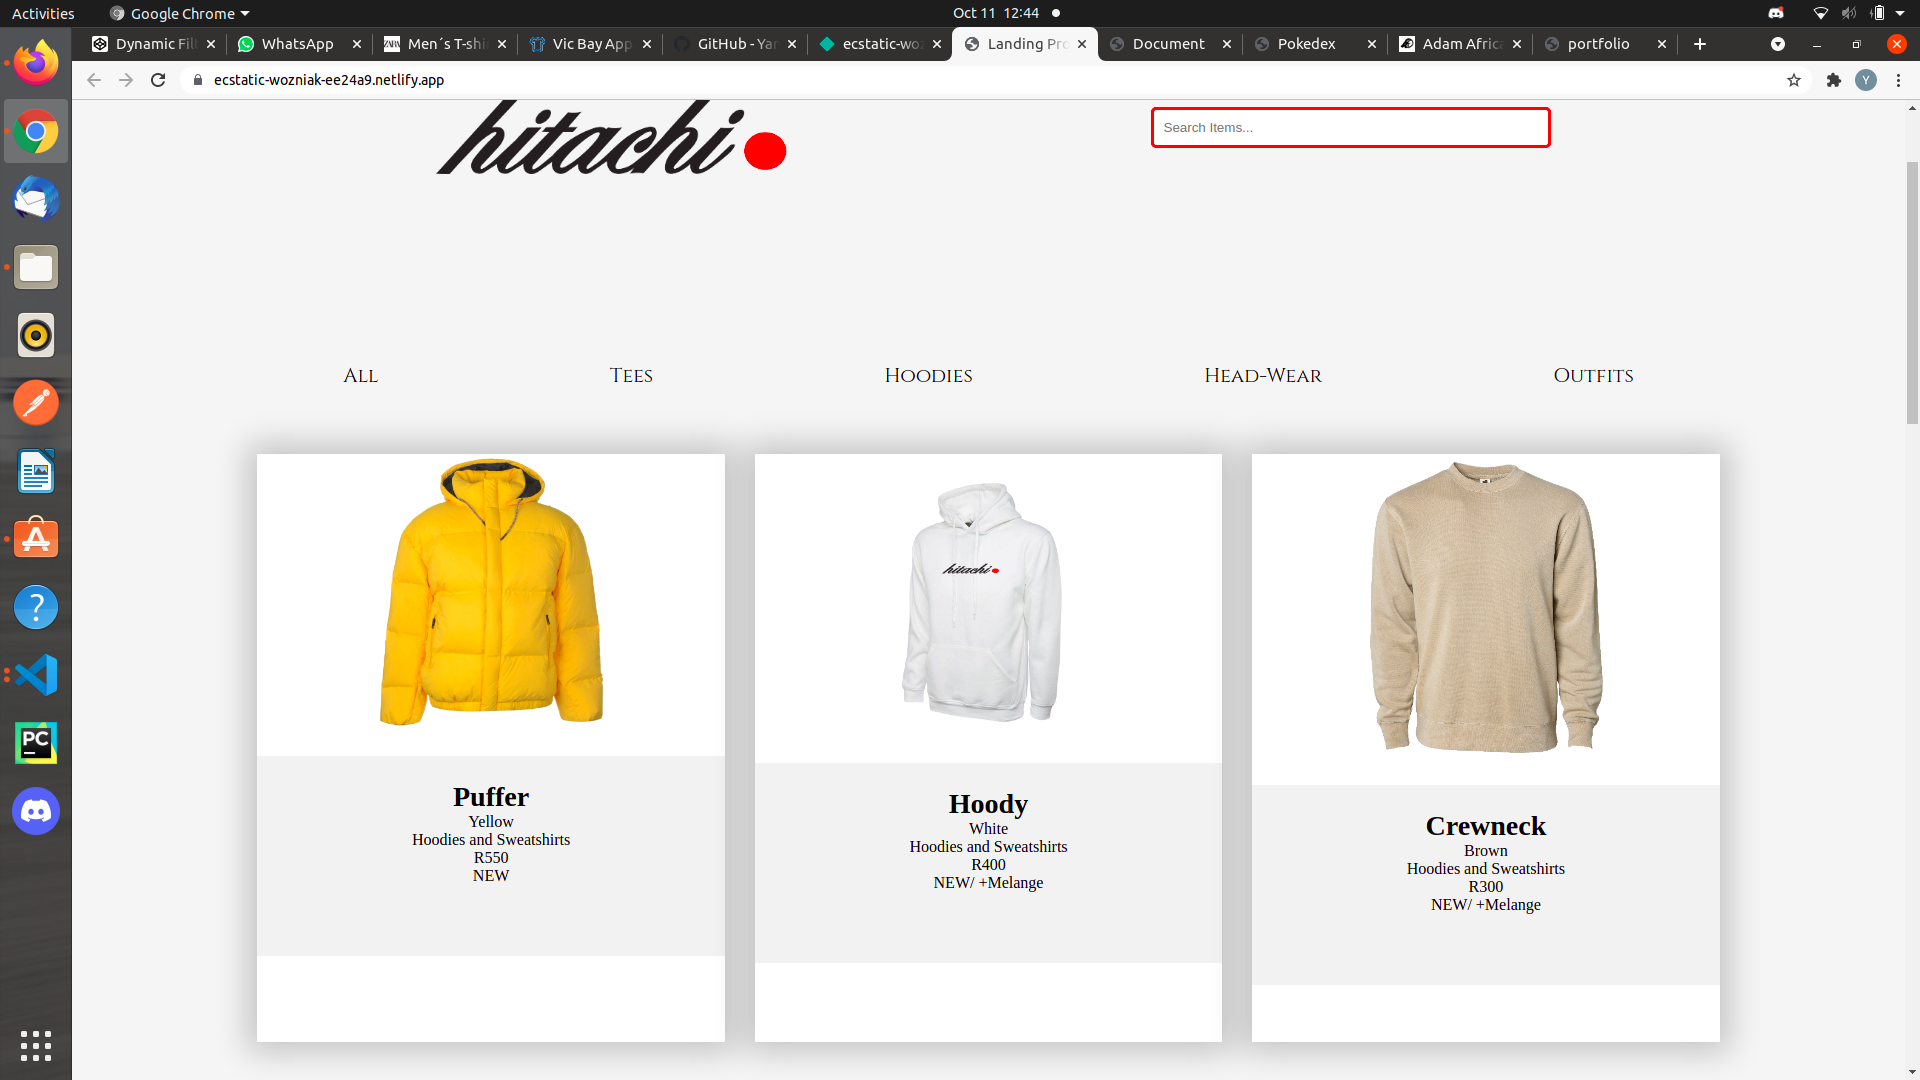 Activities
Google Chrome
Oct 11 12:44
Dynamic Fil
WhatsApp
Men´s T-shi
Vic Bay App
GitHub - Yar
ecstatic-wo
Landing Pro
Document
Pokedex
Adam Africa
portfolio
ecstatic-wozniak-ee24a9.netlify.app
Y
hitachi
Search Items...
All
Tees
Hoodies
Head-Wear
Outfits
hitachi
Puffer
Yellow
Hoodies and Sweatshirts
R550
NEW
Hoody
White
Hoodies and Sweatshirts
R400
NEW/ +Melange
Crewneck
Brown
Hoodies and Sweatshirts
R300
NEW/ +Melange
PC